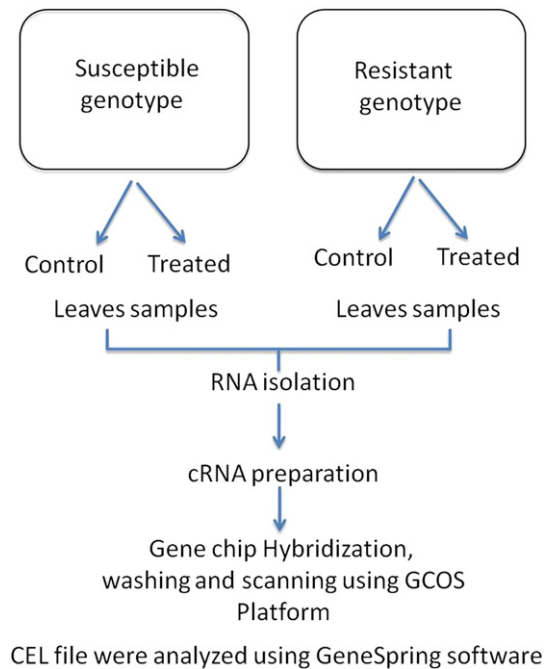 Susceptible
genotype
Resistant
genotype
Control
Treated
Control
Treated
Leaves samples
Leaves samples
RNA isolation
cRNA preparation
Gene chip Hybridization,
washing and scanning using GCOS
Platform
CEL file were analyzed using GeneSpring software